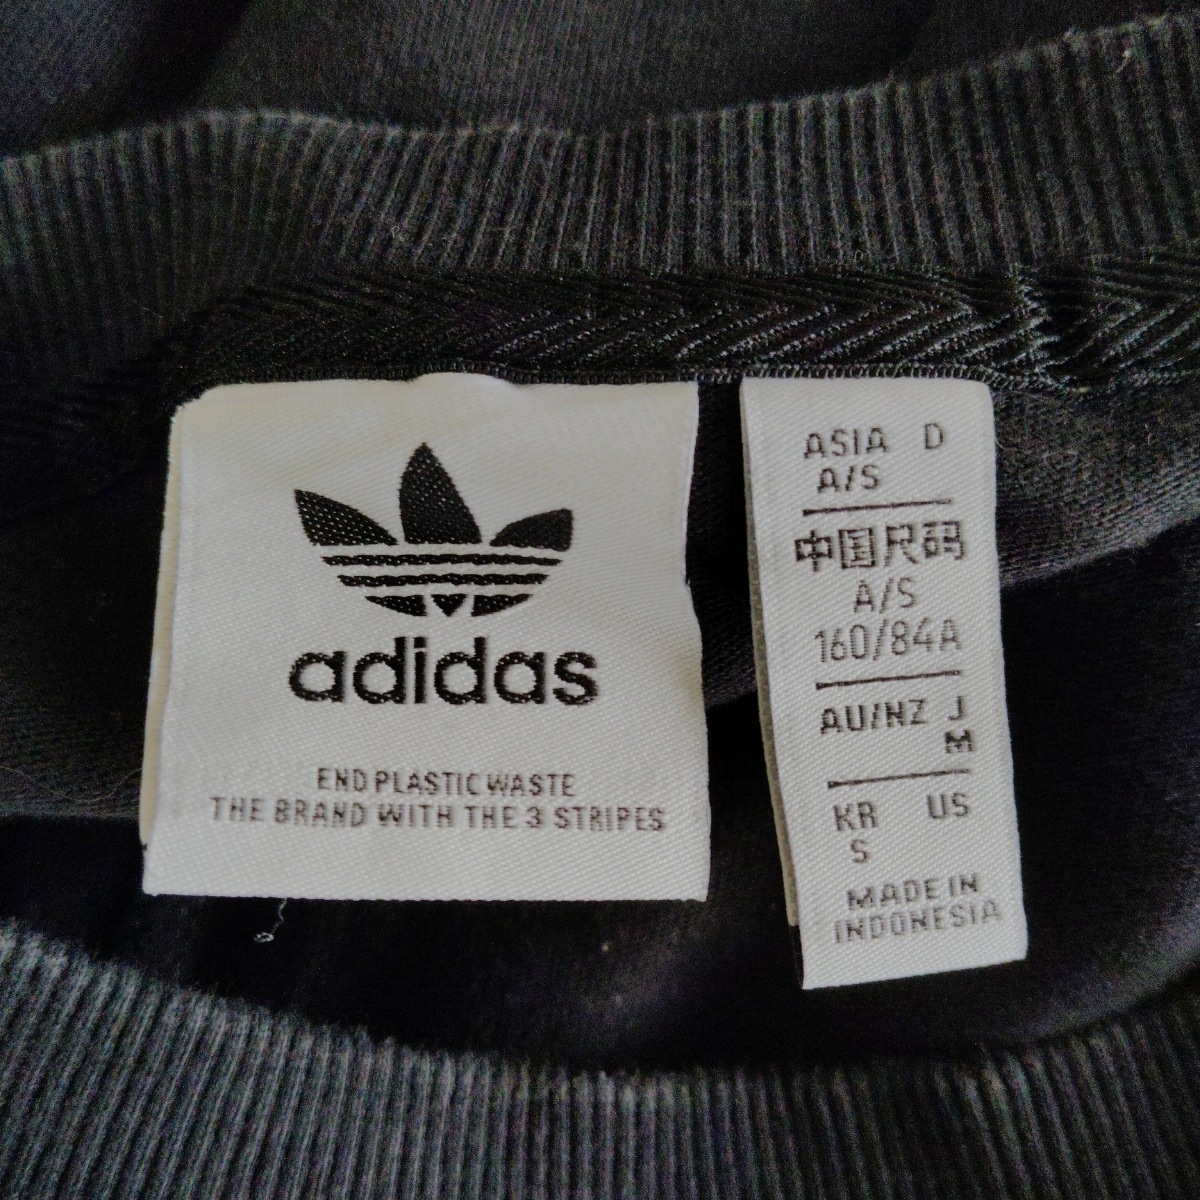 adidas
END PLASTIC WASTE
THE BRAND WITH THE 3 STRIPES
ASIA D
A/S
中国尺码
A/S
160/84A
AU/NZ J
M
KR US
S
MADE IN
INDONESIA